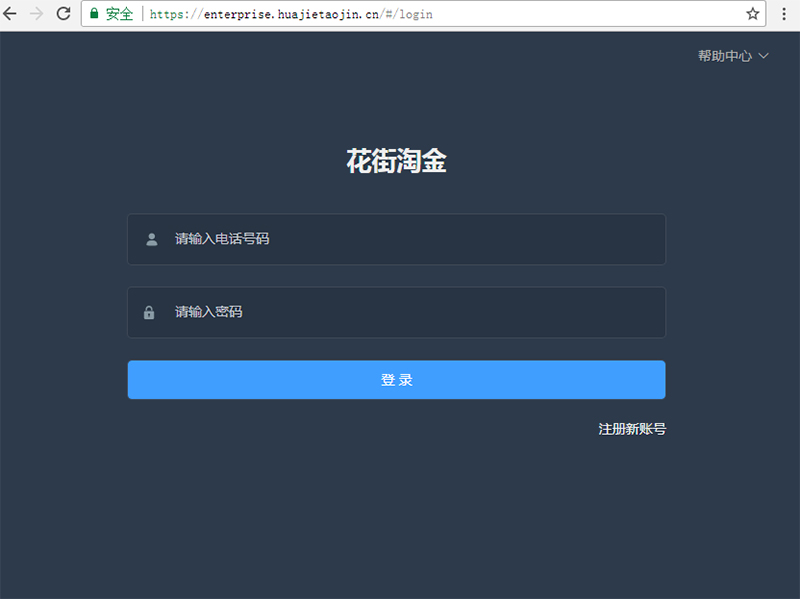 安全 https://enterprise.huajietaojin.cn/#/login
帮助中心
花街淘金
请输入电话号码
请输入密码
登录
注册新账号